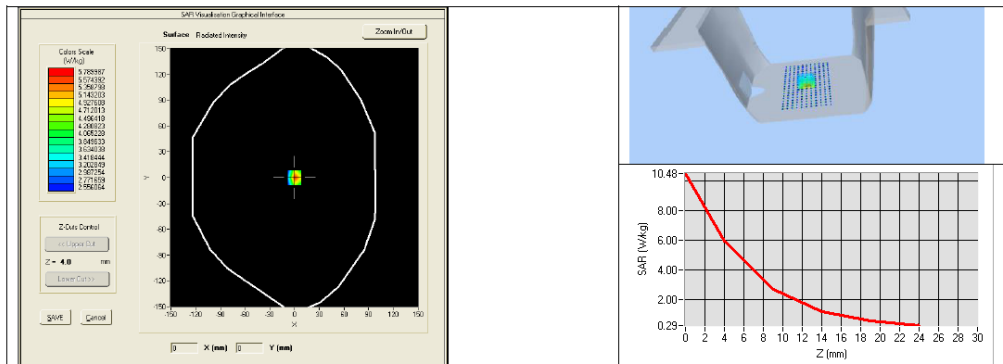 SAR Visualisation Graphical Interface
Surface Radiated Intensity
Zoom In/Out
Colors Scale
(W/kg)
5.789987
5.574392
5.358798
5.143203
4.927608
4.712013
4.496418
4.280823
4.065228
3.849633
3.634038
3.418444
3.202849
2.987254
2.771659
2.556064
150
120
90
60
30
0
-30
-60
-90
-120
-150
Y
-150 -120 -90 -60 -30 0 30 60 90 120 150
X
Z-Cuts Control
<< Upper Cut
Z = 4.0 mm
Lower Cut >>
SAVE
Cancel
0 X (mm) 0 Y (mm)
10.48
8.00
6.00
4.00
2.00
0.29
SAR (W/kg)
0 2 4 6 8 10 12 14 16 18 20 22 24 26 28 30
Z (mm)